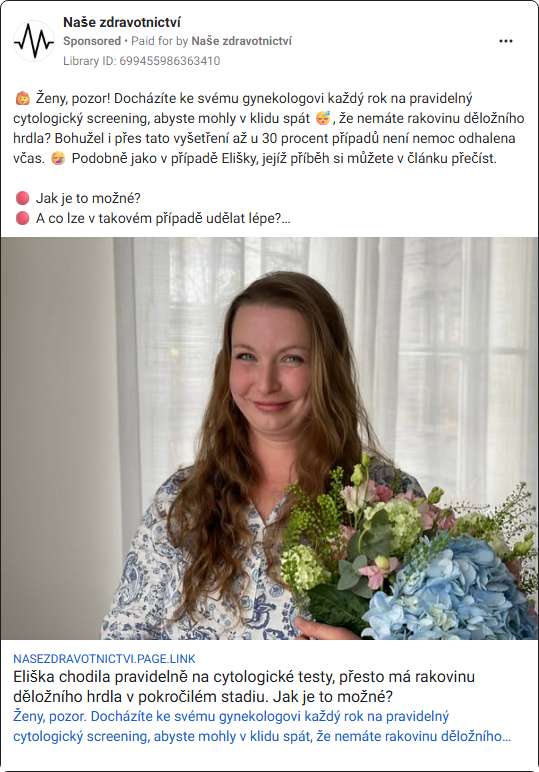 Naše zdravotnictví
Sponsored • Paid for by Naše zdravotnictví
Library ID: 699455986363410
👩 Ženy, pozor! Docházíte ke svému gynekologovi každý rok na pravidelný
cytologický screening, abyste mohly v klidu spát 😴, že nemáte rakovinu děložního
hrdla? Bohužel i přes tato vyšetření až u 30 procent případů není nemoc odhalena
včas. 🤕 Podobně jako v případě Elišky, jejíž příběh si můžete v článku přečíst.
🔴 Jak je to možné?
🔴 A co lze v takovém případě udělat lépe?…
NASEZDRAVOTNICTVI.PAGE.LINK
Eliška chodila pravidelně na cytologické testy, přesto má rakovinu
děložního hrdla v pokročilém stadiu. Jak je to možné?
Ženy, pozor. Docházíte ke svému gynekologovi každý rok na pravidelný
cytologický screening, abyste mohly v klidu spát, že nemáte rakovinu děložního…